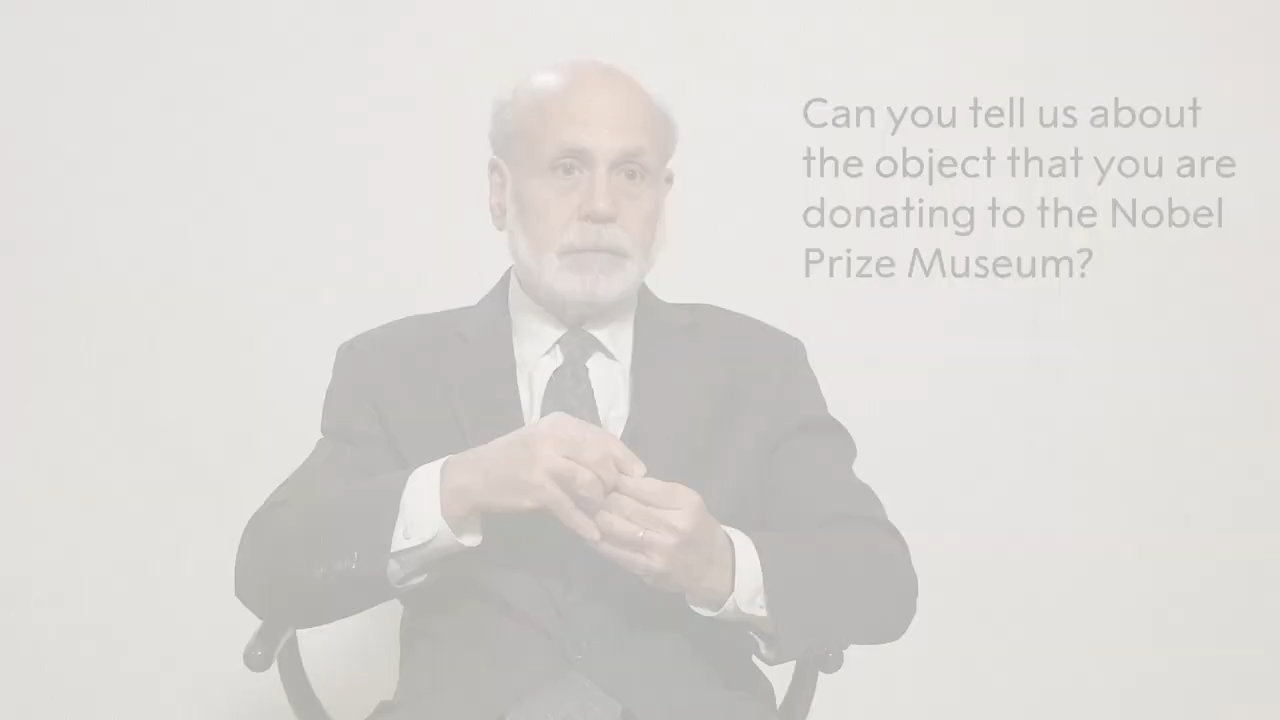 Can you tell us about
the object that you are
donating to the Nobel
Prize Museum?